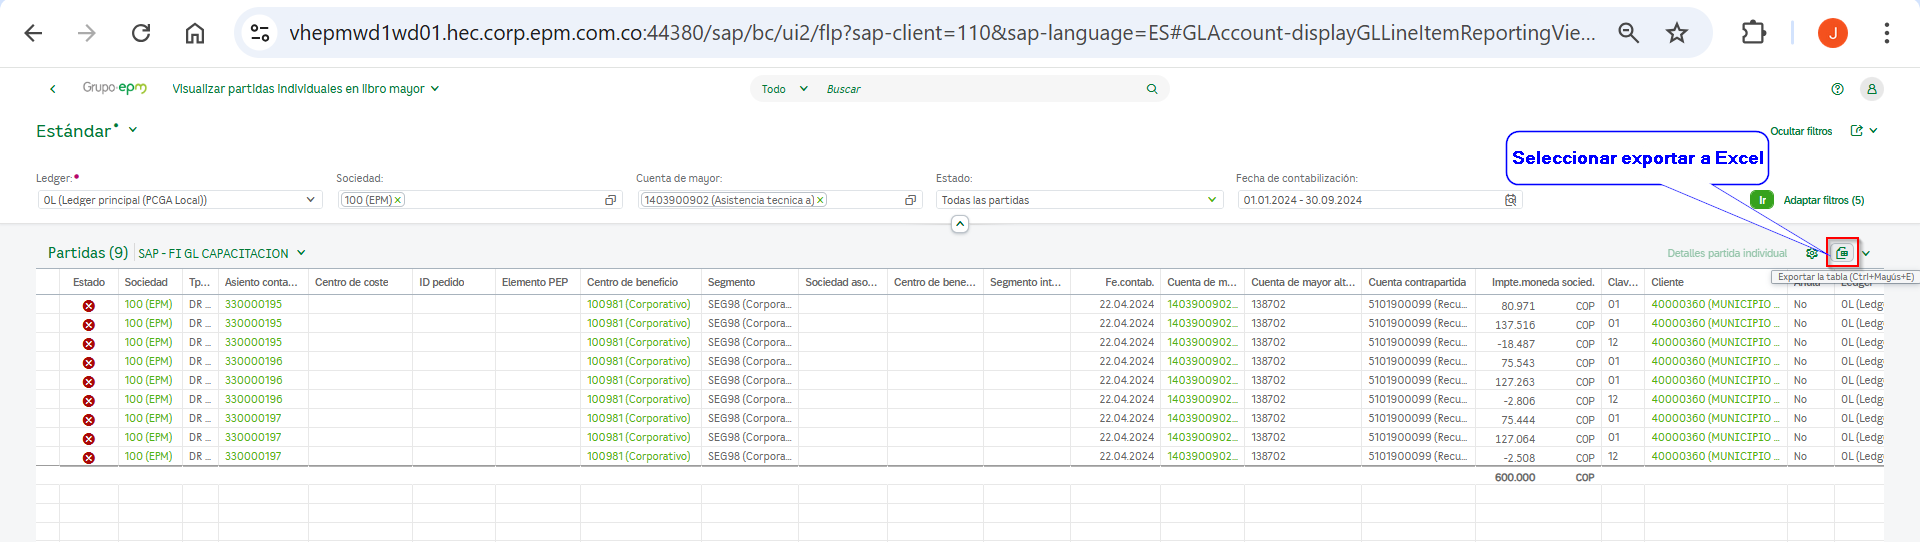 vhepmwd1wd01.hec.corp.epm.com.co:44380/sap/bc/ui2/flp?sap-client=110&sap-language=ES#GLAccount-displayGLLineItemReportingVie...
J
Grupo·epm Visualizar partidas individuales en libro mayor
Todo Buscar
Estándar*
Ocultar filtros
Seleccionar exportar a Excel
Ledger:* Sociedad: Cuenta de mayor: Estado: Fecha de contabilización:
0L (Ledger principal (PCGA Local)) 100 (EPM) 1403900902 (Asistencia tecnica a) Todas las partidas 01.01.2024 - 30.09.2024 Ir Adaptar filtros (5)
Partidas (9) SAP - FI GL CAPACITACION Detalles partida individual
Exportar la tabla (Ctrl+Mayús+E)
Estado Sociedad Tp... Asiento conta... Centro de coste ID pedido Elemento PEP Centro de beneficio Segmento Sociedad aso... Centro de bene... Segmento int... Fe.contab. Cuenta de m... Cuenta de mayor alt... Cuenta contrapartida Impte.moneda socied. Clav... Cliente
100 (EPM) DR ... 330000195 100981 (Corporativo) SEG98 (Corpora... 22.04.2024 1403900902... 138702 5101900099 (Recu... 80.971 COP 01 40000360 (MUNICIPIO ... No 0L (Ledg
100 (EPM) DR ... 330000195 100981 (Corporativo) SEG98 (Corpora... 22.04.2024 1403900902... 138702 5101900099 (Recu... 137.516 COP 01 40000360 (MUNICIPIO ... No 0L (Ledg
100 (EPM) DR ... 330000195 100981 (Corporativo) SEG98 (Corpora... 22.04.2024 1403900902... 138702 5101900099 (Recu... -18.487 COP 12 40000360 (MUNICIPIO ... No 0L (Ledg
100 (EPM) DR ... 330000196 100981 (Corporativo) SEG98 (Corpora... 22.04.2024 1403900902... 138702 5101900099 (Recu... 75.543 COP 01 40000360 (MUNICIPIO ... No 0L (Ledg
100 (EPM) DR ... 330000196 100981 (Corporativo) SEG98 (Corpora... 22.04.2024 1403900902... 138702 5101900099 (Recu... 127.263 COP 01 40000360 (MUNICIPIO ... No 0L (Ledg
100 (EPM) DR ... 330000196 100981 (Corporativo) SEG98 (Corpora... 22.04.2024 1403900902... 138702 5101900099 (Recu... -2.806 COP 12 40000360 (MUNICIPIO ... No 0L (Ledg
100 (EPM) DR ... 330000197 100981 (Corporativo) SEG98 (Corpora... 22.04.2024 1403900902... 138702 5101900099 (Recu... 75.444 COP 01 40000360 (MUNICIPIO ... No 0L (Ledg
100 (EPM) DR ... 330000197 100981 (Corporativo) SEG98 (Corpora... 22.04.2024 1403900902... 138702 5101900099 (Recu... 127.064 COP 01 40000360 (MUNICIPIO ... No 0L (Ledg
100 (EPM) DR ... 330000197 100981 (Corporativo) SEG98 (Corpora... 22.04.2024 1403900902... 138702 5101900099 (Recu... -2.508 COP 12 40000360 (MUNICIPIO ... No 0L (Ledg
600.000 COP